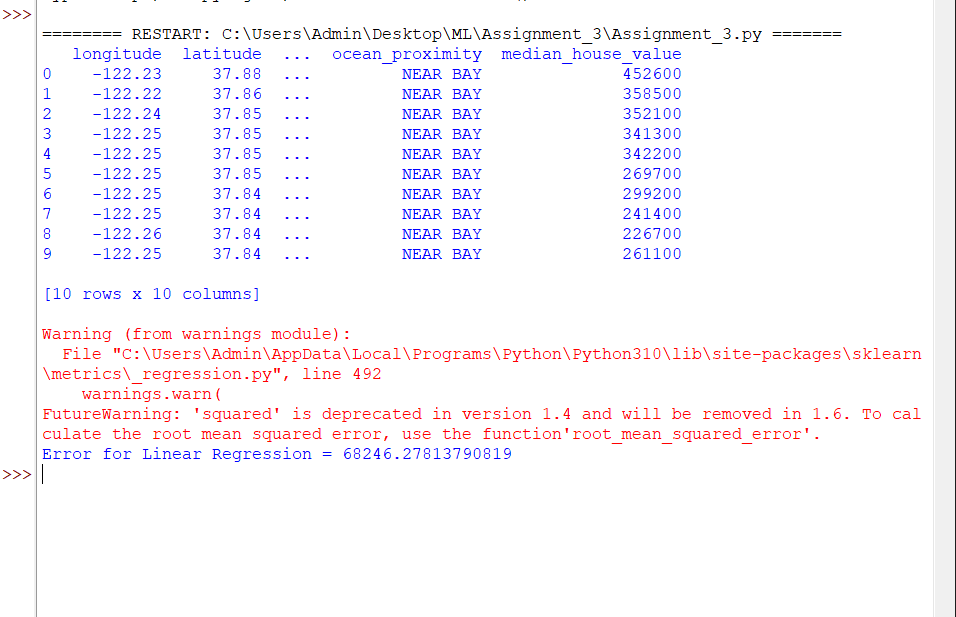 >>>
======== RESTART: C:\Users\Admin\Desktop\ML\Assignment_3\Assignment_3.py =======
   longitude  latitude  ...  ocean_proximity  median_house_value
0    -122.23     37.88  ...         NEAR BAY              452600
1    -122.22     37.86  ...         NEAR BAY              358500
2    -122.24     37.85  ...         NEAR BAY              352100
3    -122.25     37.85  ...         NEAR BAY              341300
4    -122.25     37.85  ...         NEAR BAY              342200
5    -122.25     37.85  ...         NEAR BAY              269700
6    -122.25     37.84  ...         NEAR BAY              299200
7    -122.25     37.84  ...         NEAR BAY              241400
8    -122.26     37.84  ...         NEAR BAY              226700
9    -122.25     37.84  ...         NEAR BAY              261100
[10 rows x 10 columns]
Warning (from warnings module):
  File "C:\Users\Admin\AppData\Local\Programs\Python\Python310\lib\site-packages\sklearn
\metrics\_regression.py", line 492
    warnings.warn(
FutureWarning: 'squared' is deprecated in version 1.4 and will be removed in 1.6. To cal
culate the root mean squared error, use the function'root_mean_squared_error'.
Error for Linear Regression = 68246.27813790819
>>>